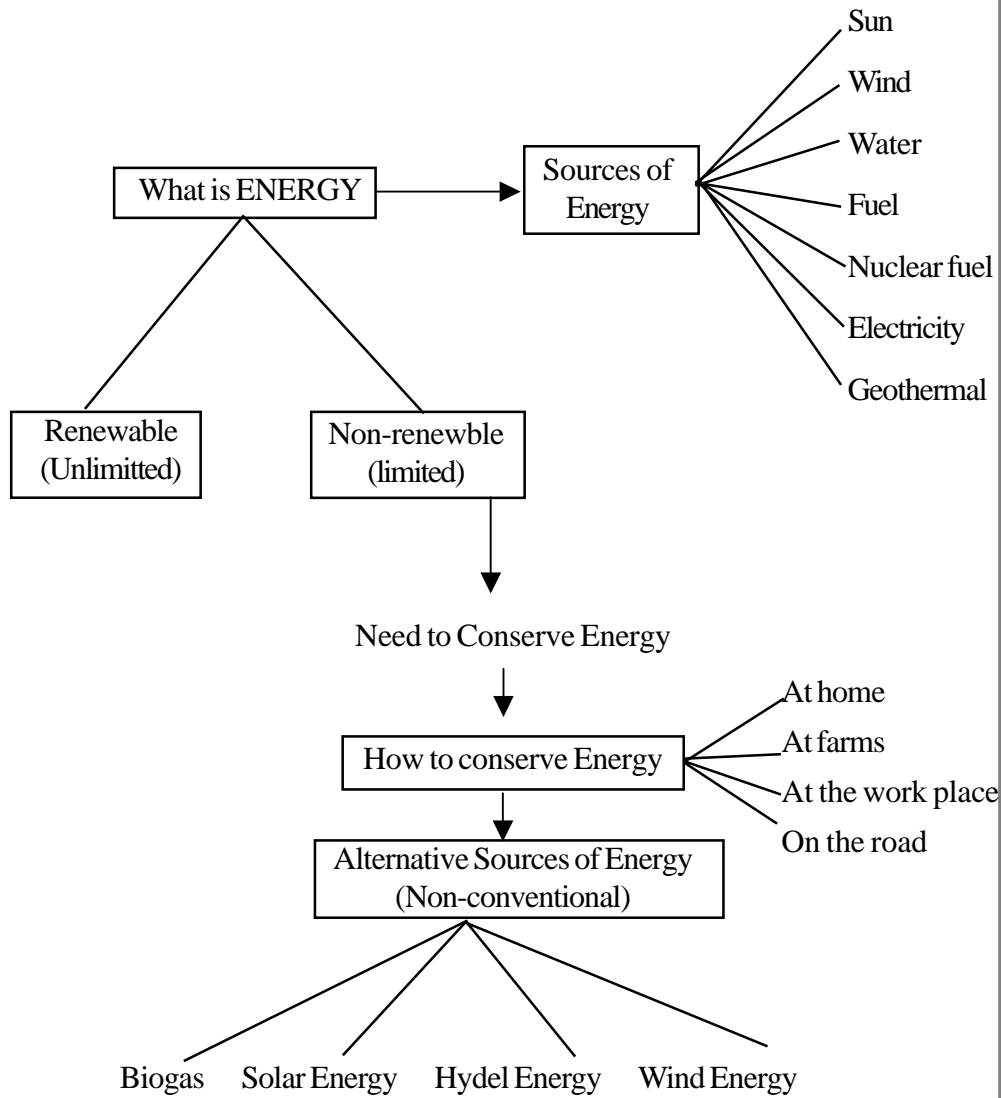 Sun
Wind
Water
Fuel
Nuclear fuel
Electricity
Geothermal
Sources of
Energy
What is ENERGY
Renewable
(Unlimitted)
Non-renewble
(limited)
Need to Conserve Energy
How to conserve Energy
At home
At farms
At the work place
On the road
Alternative Sources of Energy
(Non-conventional)
Biogas
Solar Energy
Hydel Energy
Wind Energy